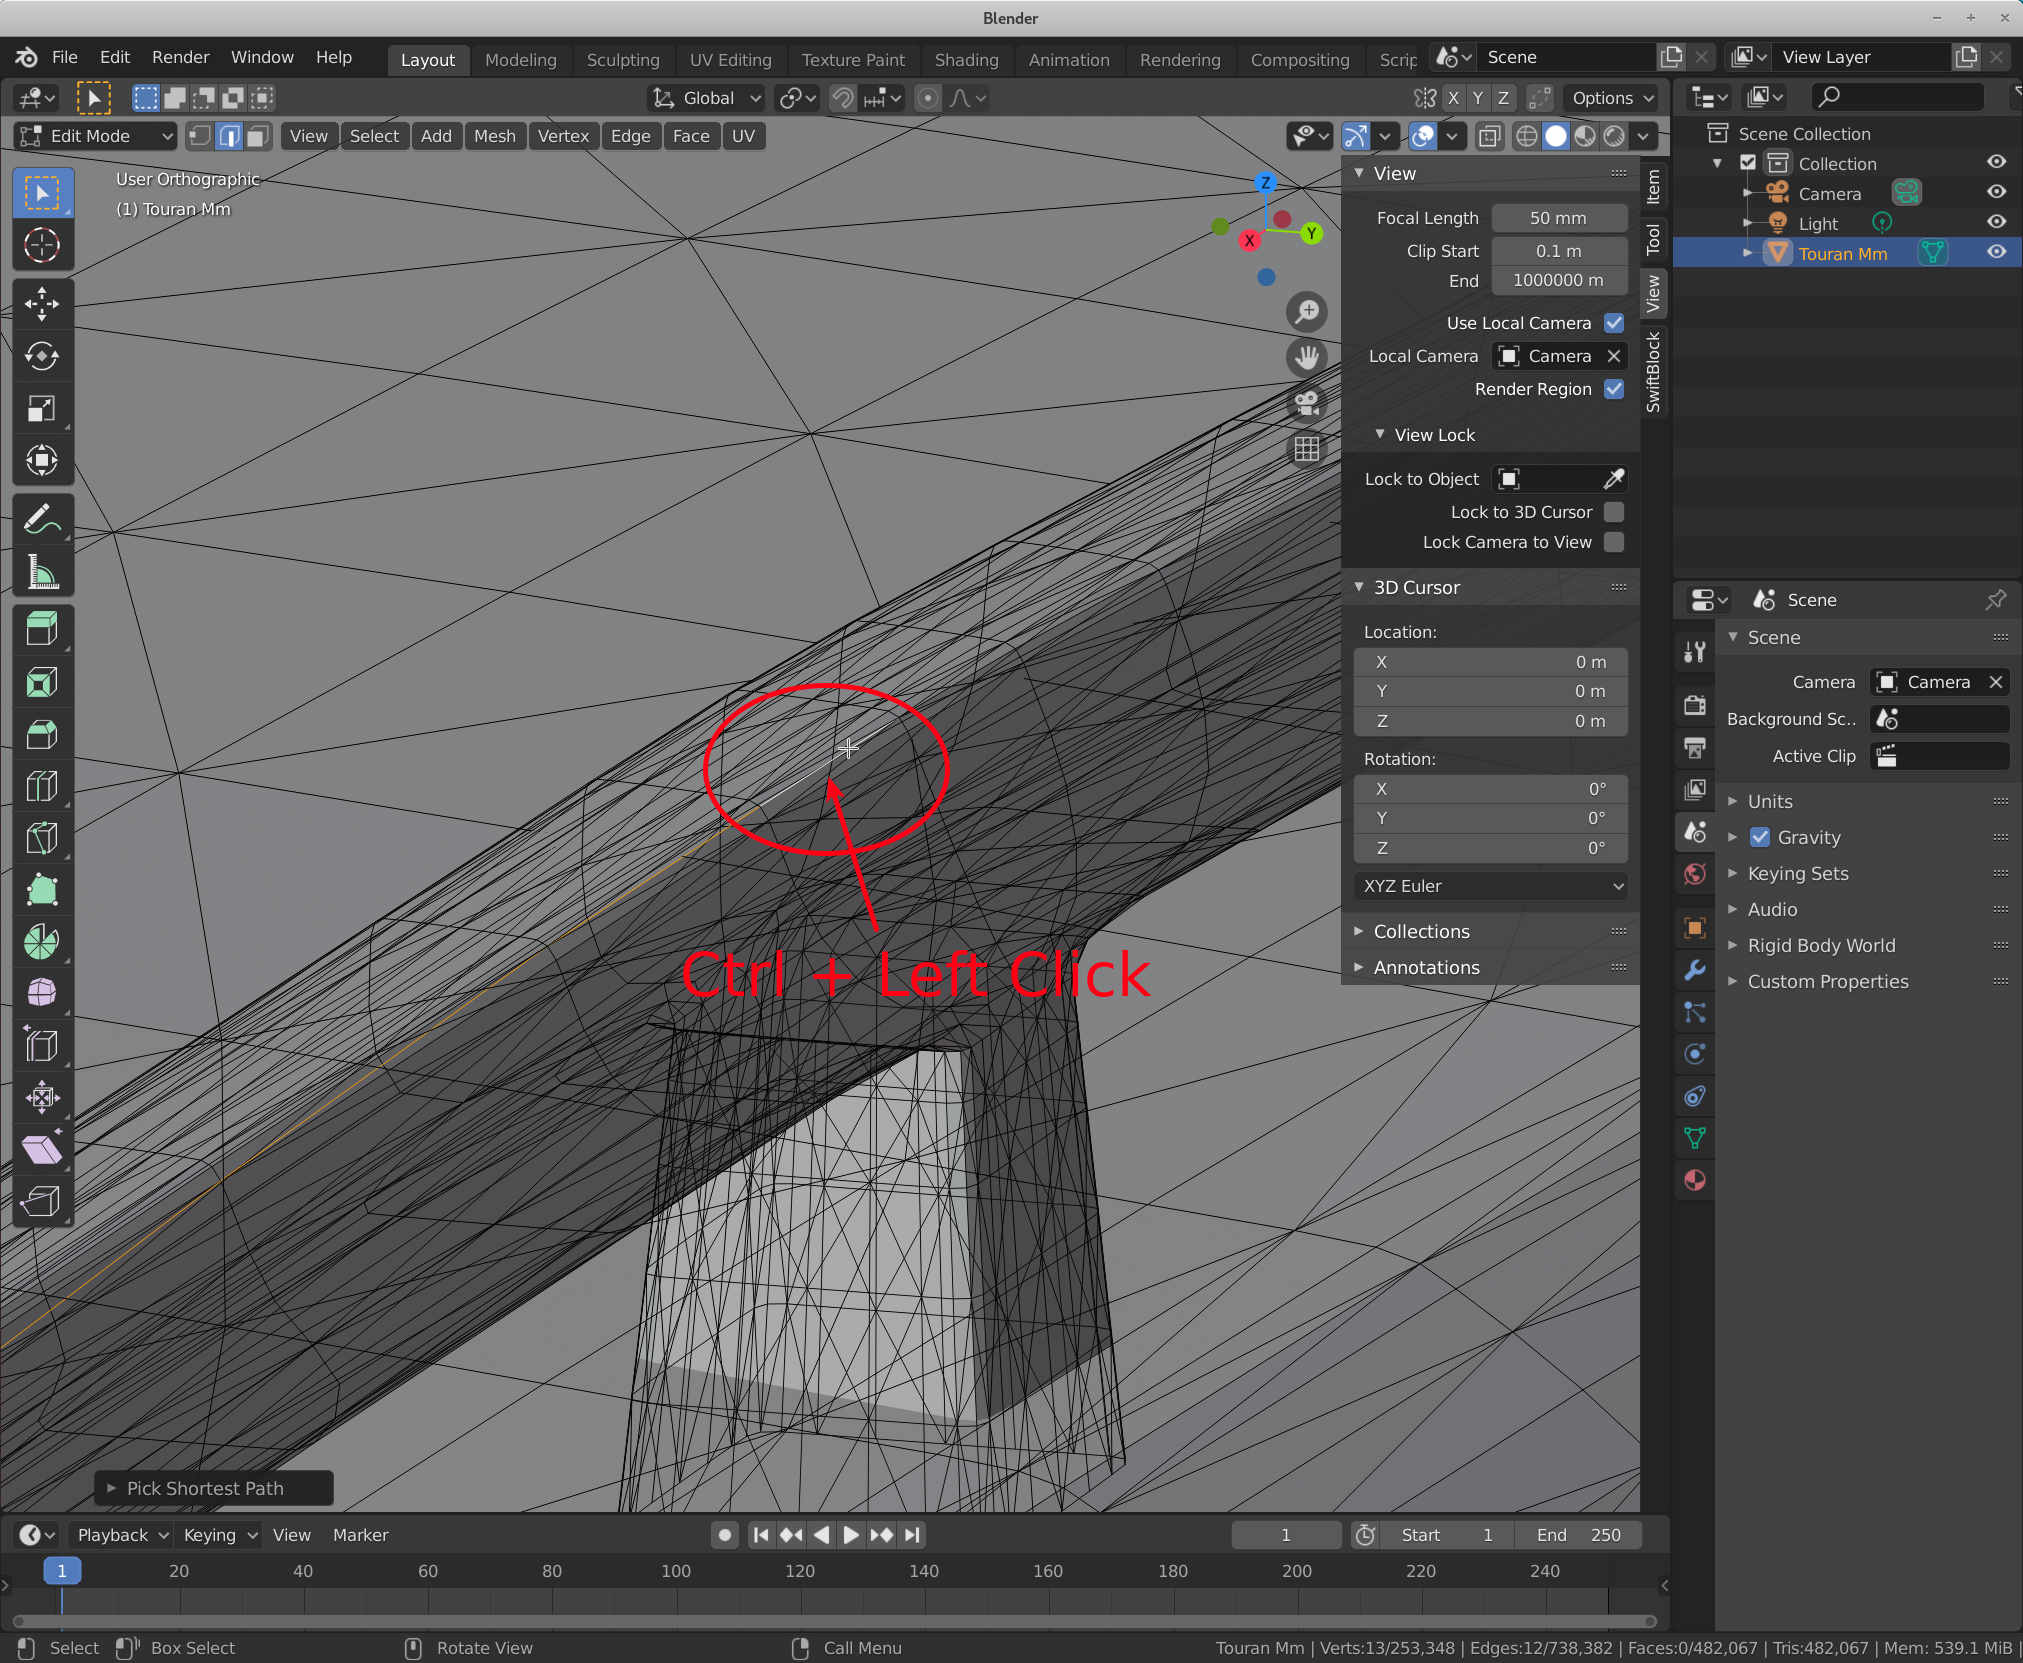 Blender
File Edit Render Window Help Layout Modeling Sculpting UV Editing Texture Paint Shading Animation Rendering Compositing Scrip Scene View Layer
Global X Y Z Options
Edit Mode View Select Add Mesh Vertex Edge Face UV
User Orthographic
(1) Touran Mm
Z
X
Y
View
Focal Length 50 mm
Clip Start 0.1 m
End 1000000 m
Use Local Camera
Local Camera Camera
Render Region
View Lock
Lock to Object
Lock to 3D Cursor
Lock Camera to View
3D Cursor
Location:
X 0 m
Y 0 m
Z 0 m
Rotation:
X 0°
Y 0°
Z 0°
XYZ Euler
Collections
Annotations
Item
Tool
View
SwiftBlock
Scene Collection
Collection
Camera
Light
Touran Mm
Scene
Scene
Camera Camera
Background Sc..
Active Clip
Units
Gravity
Keying Sets
Audio
Rigid Body World
Custom Properties
Ctrl + Left Click
Pick Shortest Path
Playback Keying View Marker 1 Start 1 End 250
1 20 40 60 80 100 120 140 160 180 200 220 240
Select Box Select Rotate View Call Menu Touran Mm | Verts:13/253,348 | Edges:12/738,382 | Faces:0/482,067 | Tris:482,067 | Mem: 539.1 MiB |